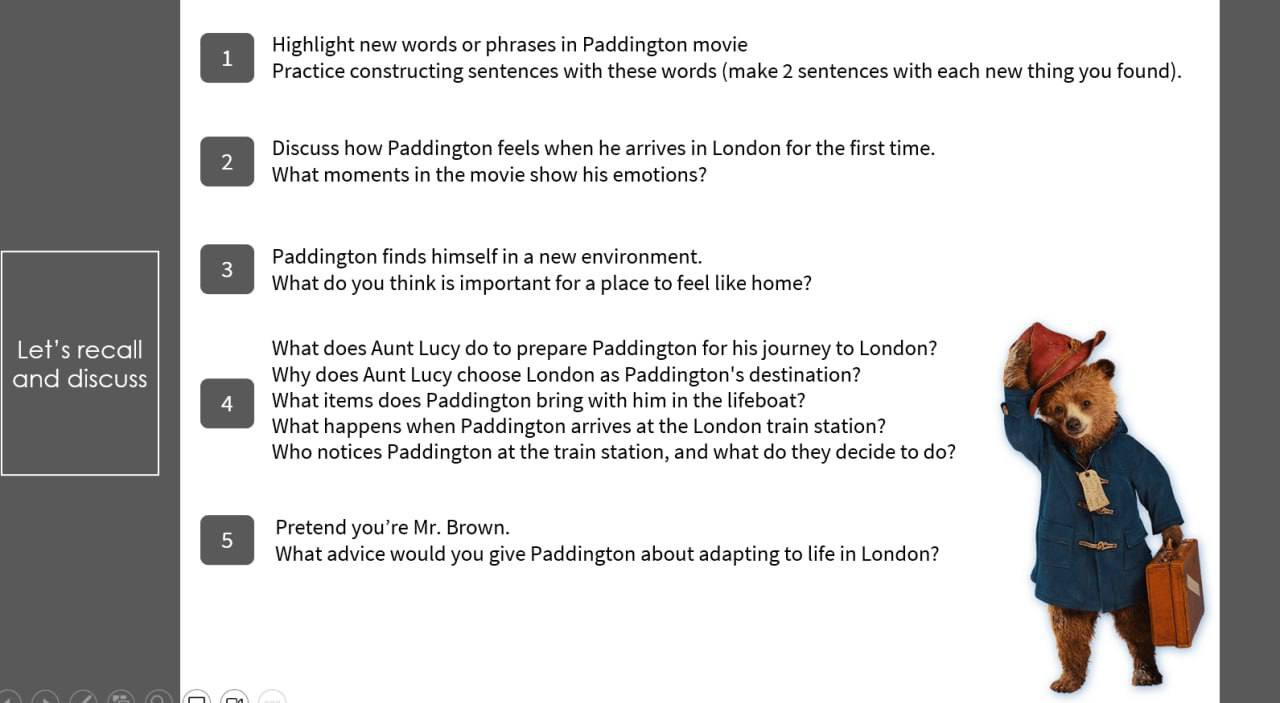 Let's recall
and discuss
1
Highlight new words or phrases in Paddington movie
Practice constructing sentences with these words (make 2 sentences with each new thing you found).
2
Discuss how Paddington feels when he arrives in London for the first time.
What moments in the movie show his emotions?
3
Paddington finds himself in a new environment.
What do you think is important for a place to feel like home?
4
What does Aunt Lucy do to prepare Paddington for his journey to London?
Why does Aunt Lucy choose London as Paddington's destination?
What items does Paddington bring with him in the lifeboat?
What happens when Paddington arrives at the London train station?
Who notices Paddington at the train station, and what do they decide to do?
5
Pretend you’re Mr. Brown.
What advice would you give Paddington about adapting to life in London?